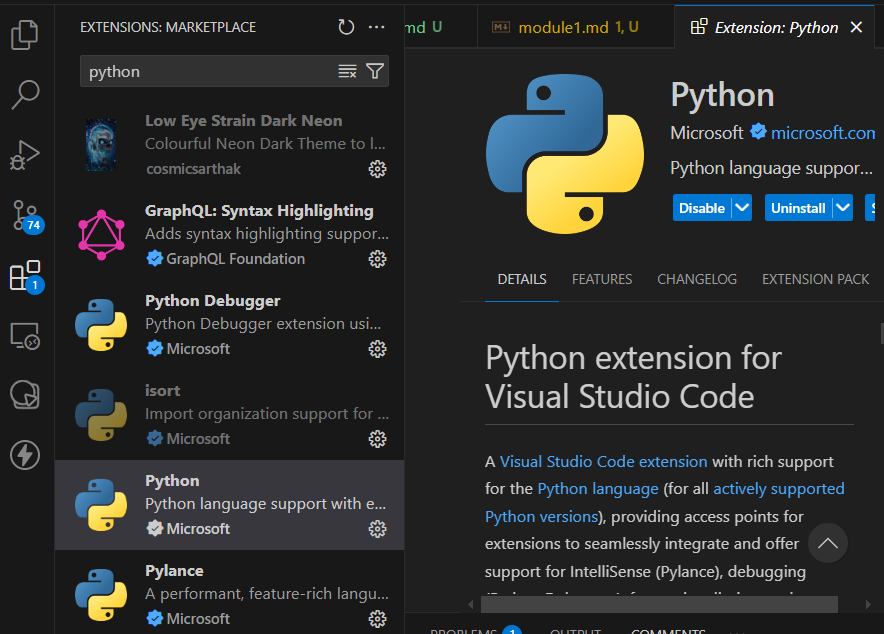 EXTENSIONS: MARKETPLACE
python
Low Eye Strain Dark Neon
Colourful Neon Dark Theme to l...
cosmicsarthak
GraphQL: Syntax Highlighting
Adds syntax highlighting suppor...
GraphQL Foundation
Python Debugger
Python Debugger extension usi...
Microsoft
isort
Import organization support for ...
Microsoft
Python
Python language support with e...
Microsoft
Pylance
A performant, feature-rich langu...
Microsoft
74
1
md U
module1.md 1, U
Extension: Python
Python
Microsoft microsoft.com
Python language suppor...
Disable Uninstall
DETAILS FEATURES CHANGELOG EXTENSION PACK
Python extension for
Visual Studio Code
A Visual Studio Code extension with rich support
for the Python language (for all actively supported
Python versions), providing access points for
extensions to seamlessly integrate and offer
support for IntelliSense (Pylance), debugging
PROBLEMS 1 OUTPUT COMMENTS